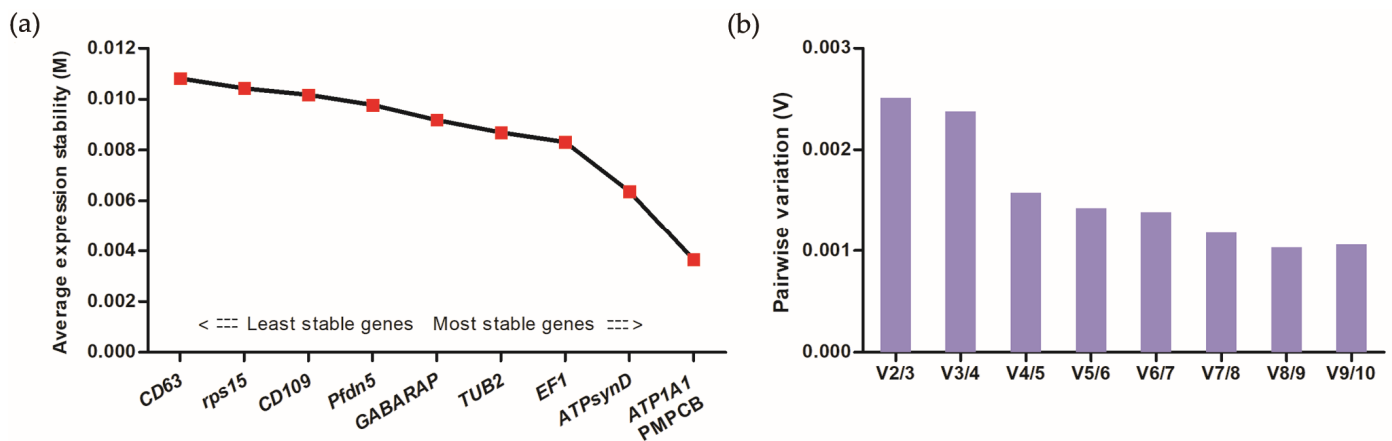 (a)
Average expression stability (M)
0.012
0.010
0.008
0.006
0.004
0.002
0.000
< Least stable genes Most stable genes >
CD63
rps15
CD109
Pfdn5
GABARAP
TUB2
EF1
ATPsynD
ATP1A1
PMPCB
(b)
Pairwise variation (V)
0.003
0.002
0.001
0.000
V2/3
V3/4
V4/5
V5/6
V6/7
V7/8
V8/9
V9/10